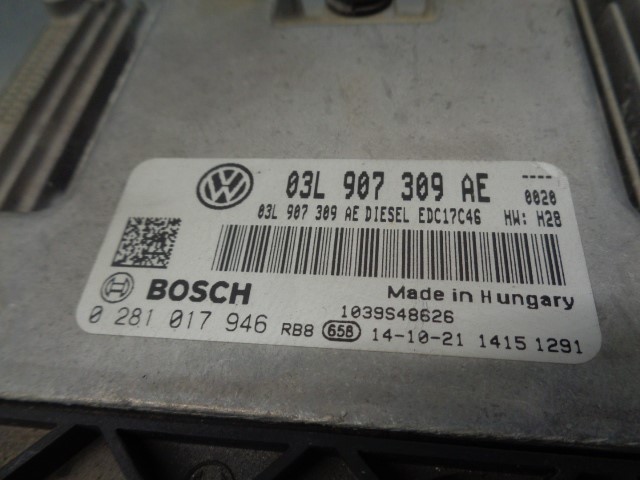 03L 907 309 AE ----
03L 907 309 AE DIESEL EDC17C46 0020
HW: H28
BOSCH Made in Hungary
0 281 017 946 1039S48626
RB8 658 14-10-21 1415 1291